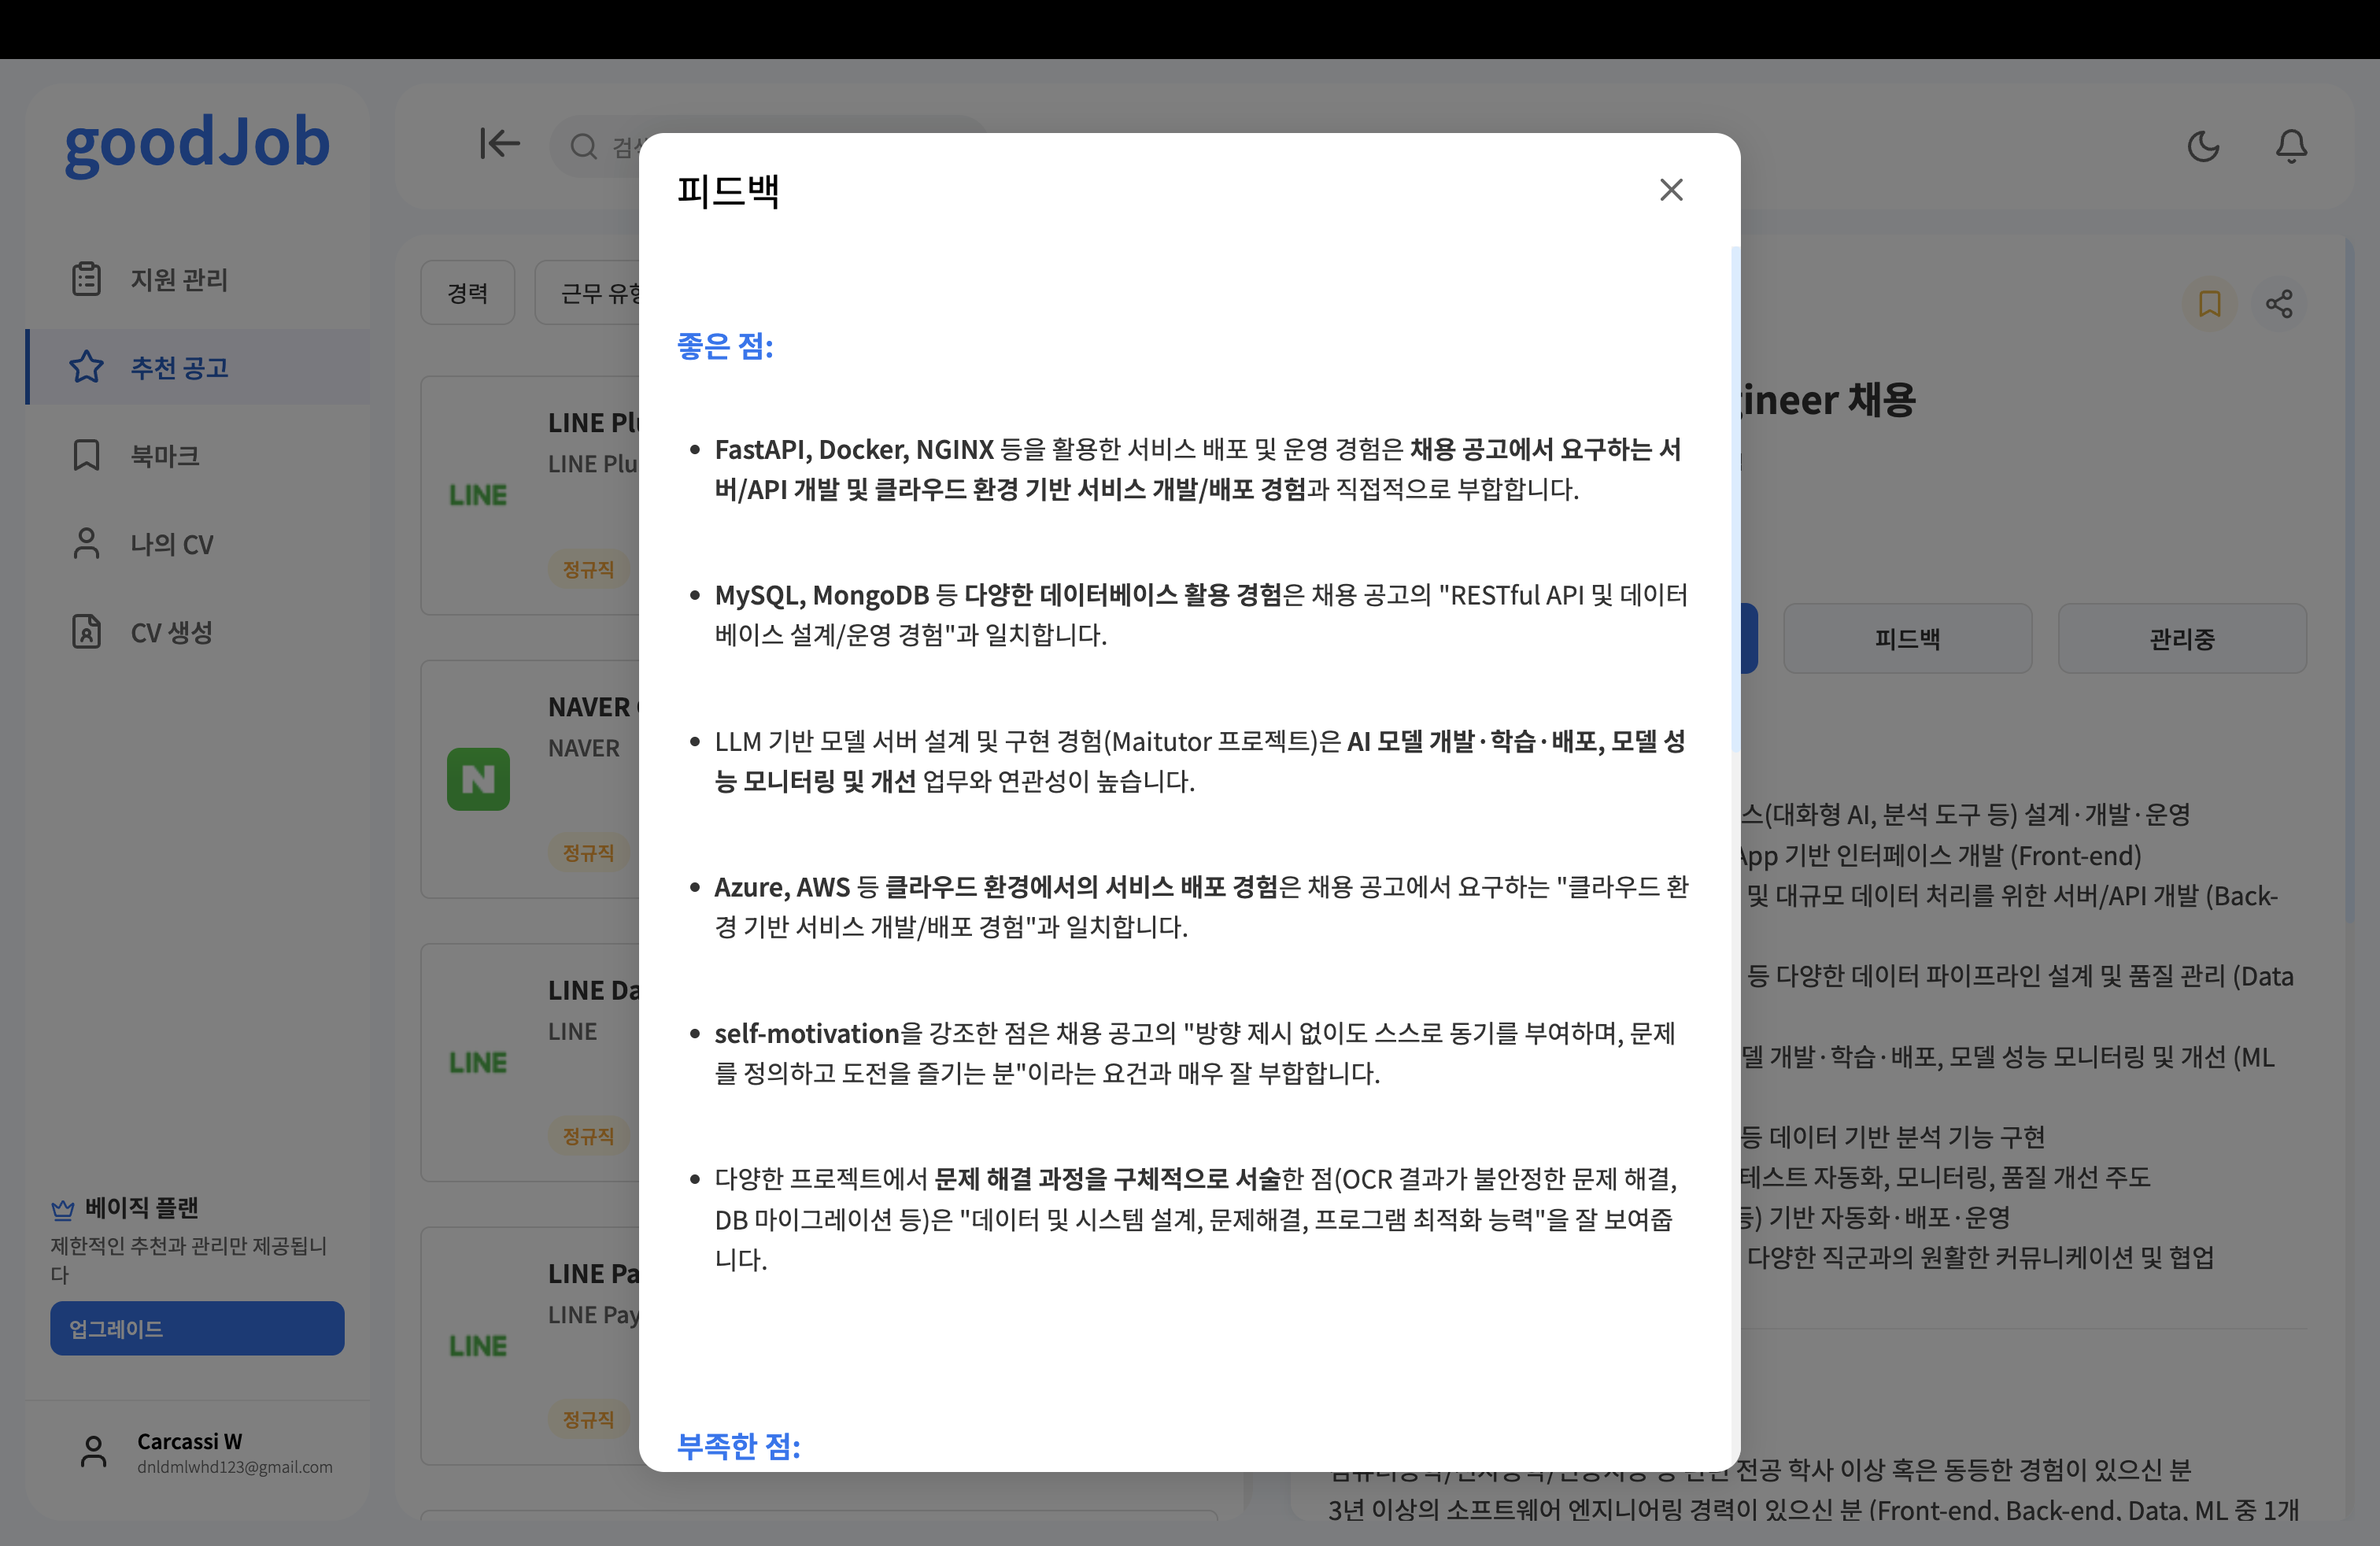 goodJob
지원 관리
추천 공고
북마크
나의 CV
CV 생성
베이직 플랜
제한적인 추천과 관리만 제공됩니
다
업그레이드
Carcassi W
dnldmlwhd123@gmail.com
경력
근무 유형
LINE
LINE Plu
정규직
N
NAVER
NAVER
정규직
LINE
LINE Da
LINE
정규직
LINE
LINE Pa
LINE Pay
정규직
피드백
좋은 점:
• FastAPI, Docker, NGINX 등을 활용한 서비스 배포 및 운영 경험은 채용 공고에서 요구하는 서
버/API 개발 및 클라우드 환경 기반 서비스 개발/배포 경험과 직접적으로 부합합니다.
• MySQL, MongoDB 등 다양한 데이터베이스 활용 경험은 채용 공고의 "RESTful API 및 데이터
베이스 설계/운영 경험"과 일치합니다.
• LLM 기반 모델 서버 설계 및 구현 경험(Maitutor 프로젝트)은 AI 모델 개발·학습·배포, 모델 성
능 모니터링 및 개선 업무와 연관성이 높습니다.
• Azure, AWS 등 클라우드 환경에서의 서비스 배포 경험은 채용 공고에서 요구하는 "클라우드 환
경 기반 서비스 개발/배포 경험"과 일치합니다.
• self-motivation을 강조한 점은 채용 공고의 "방향 제시 없이도 스스로 동기를 부여하며, 문제
를 정의하고 도전을 즐기는 분"이라는 요건과 매우 잘 부합합니다.
• 다양한 프로젝트에서 문제 해결 과정을 구체적으로 서술한 점(OCR 결과가 불안정한 문제 해결,
DB 마이그레이션 등)은 "데이터 및 시스템 설계, 문제해결, 프로그램 최적화 능력"을 잘 보여줍
니다.
부족한 점:
gineer 채용
피드백
관리중
스(대화형 AI, 분석 도구 등) 설계·개발·운영
App 기반 인터페이스 개발 (Front-end)
및 대규모 데이터 처리를 위한 서버/API 개발 (Back-
등 다양한 데이터 파이프라인 설계 및 품질 관리 (Data
델 개발·학습·배포, 모델 성능 모니터링 및 개선 (ML
등 데이터 기반 분석 기능 구현
테스트 자동화, 모니터링, 품질 개선 주도
등) 기반 자동화·배포·운영
다양한 직군과의 원활한 커뮤니케이션 및 협업
전공 학사 이상 혹은 동등한 경험이 있으신 분
3년 이상의 소프트웨어 엔지니어링 경력이 있으신 분 (Front-end, Back-end, Data, ML 중 1개